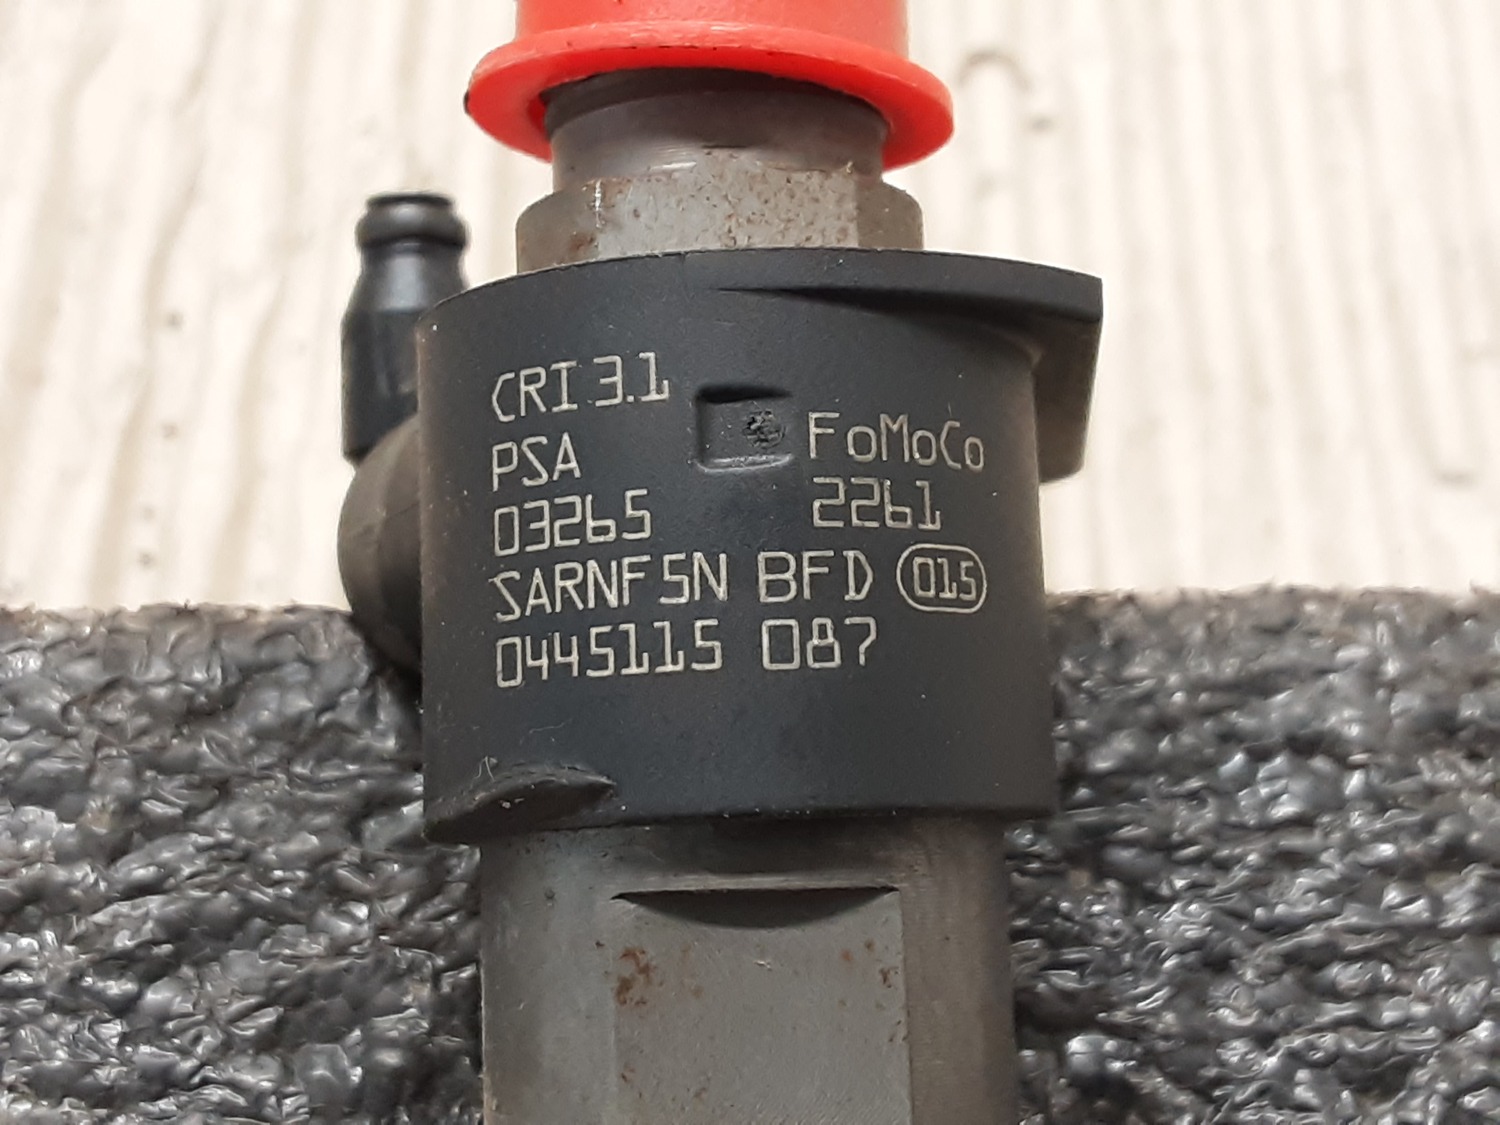 CRI 3.1
PSA FoMoCo
03265 2261
SARNF5N BFD 015
0445115 087